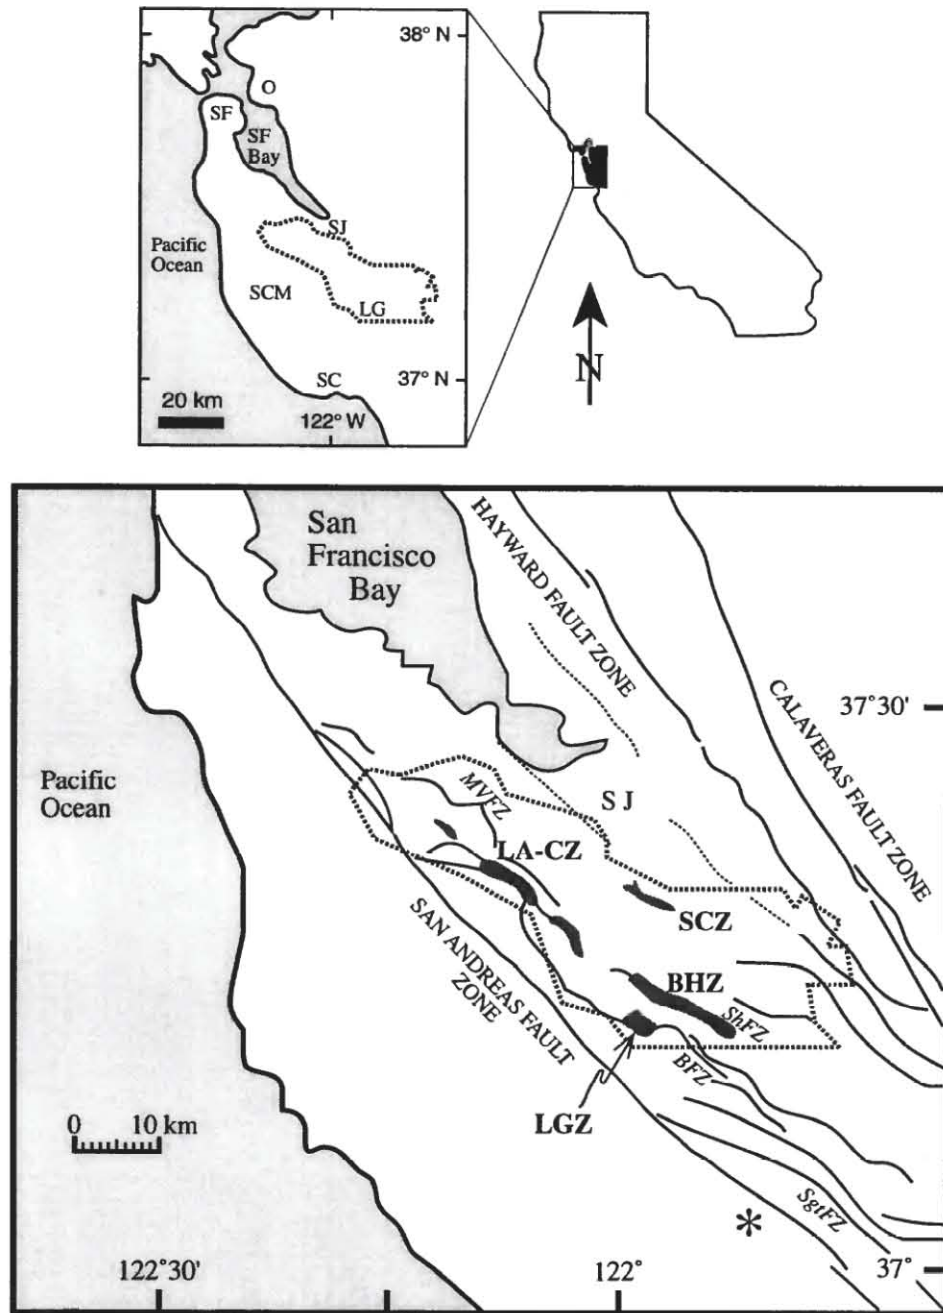 38° N
O
SF
SF
Bay
SJ
Pacific
Ocean
SCM
LG
SC
37° N
20 km
122° W
N
San
Francisco
Bay
HAYWARD FAULT ZONE
CALAVERAS FAULT ZONE
37°30'
Pacific
Ocean
MVFZ
S J
LA-CZ
SCZ
SAN ANDREAS FAULT
ZONE
BHZ
ShFZ
BFZ
LGZ
0 10 km
SgtFZ
*
122°30'
122°
37°